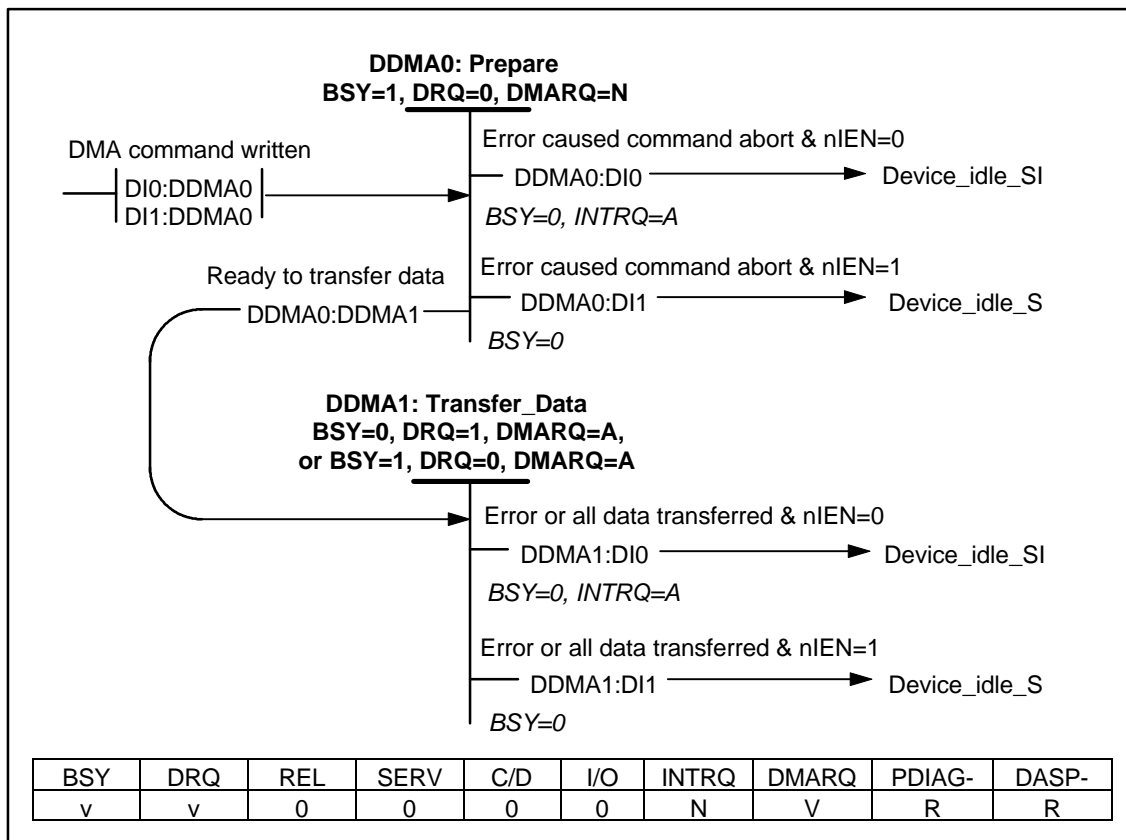 DDMA0: Prepare
BSY=1, DRQ=0, DMARQ=N
Error caused command abort & nIEN=0
DMA command written
DDMA0:DI0
Device_idle_SI
DI0:DDMA0
DI1:DDMA0
BSY=0, INTRQ=A
Error caused command abort & nIEN=1
Ready to transfer data
DDMA0:DI1
Device_idle_S
DDMA0:DDMA1
BSY=0
DDMA1: Transfer_Data
BSY=0, DRQ=1, DMARQ=A,
or BSY=1, DRQ=0, DMARQ=A
Error or all data transferred & nIEN=0
DDMA1:DI0
Device_idle_SI
BSY=0, INTRQ=A
Error or all data transferred & nIEN=1
DDMA1:DI1
Device_idle_S
BSY=0
BSY DRQ REL SERV C/D I/O INTRQ DMARQ PDIAG- DASP-
v v 0 0 0 0 N V R R